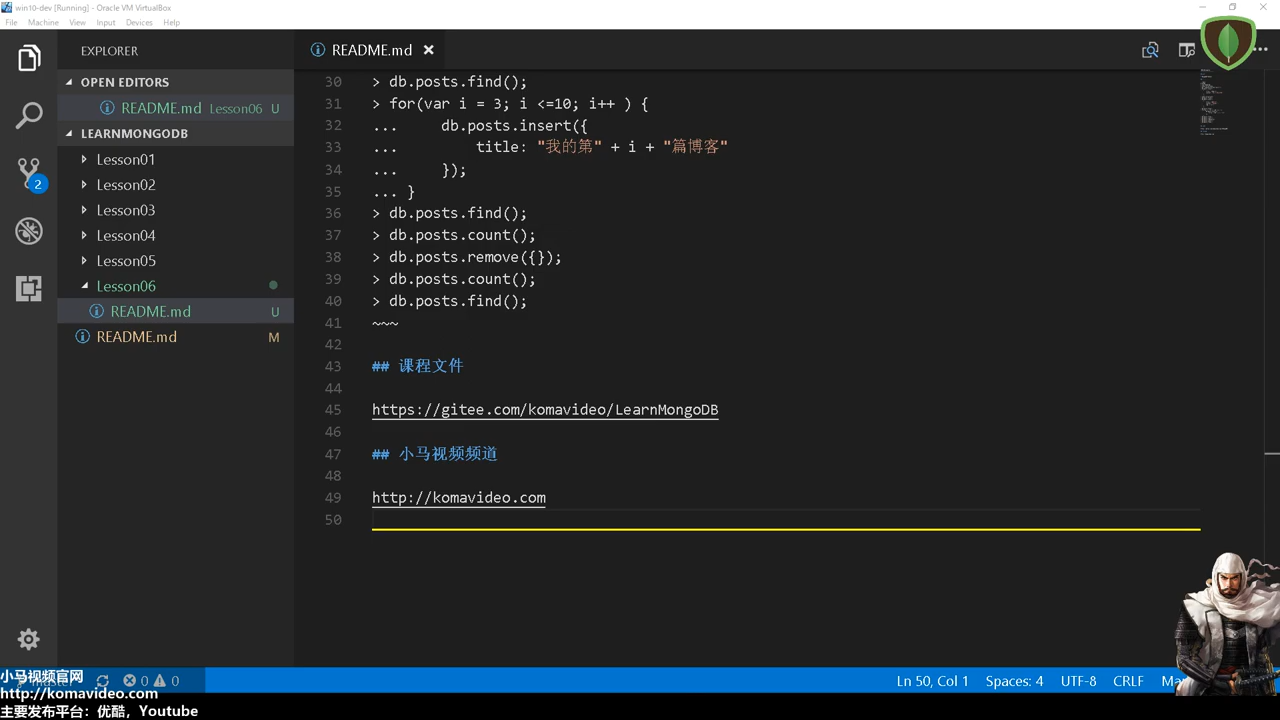 win10-dev [Running] - Oracle VM VirtualBox
File Machine View Input Devices Help
EXPLORER
OPEN EDITORS
README.md Lesson06 U
LEARNMONGODB
Lesson01
Lesson02
Lesson03
Lesson04
Lesson05
Lesson06
README.md U
README.md M
2
README.md
30 > db.posts.find();
31 > for(var i = 3; i <=10; i++ ) {
32 ... db.posts.insert({
33 ... title: "我的第" + i + "篇博客"
34 ... });
35 ... }
36 > db.posts.find();
37 > db.posts.count();
38 > db.posts.remove({});
39 > db.posts.count();
40 > db.posts.find();
41 ~~~
42
43 ## 课程文件
44
45 https://gitee.com/komavideo/LearnMongoDB
46
47 ## 小马视频频道
48
49 http://komavideo.com
50
0 0
Ln 50, Col 1 Spaces: 4 UTF-8 CRLF
小马视频官网
http://komavideo.com
主要发布平台：优酷，Youtube